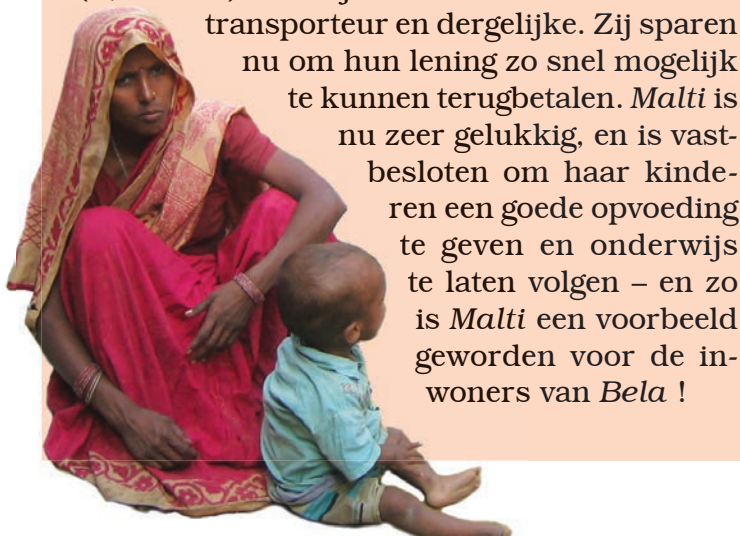 transporteur en dergelijke. Zij sparen
nu om hun lening zo snel mogelijk
te kunnen terugbetalen. Malti is
nu zeer gelukkig, en is vast-
besloten om haar kinde-
ren een goede opvoeding
te geven en onderwijs
te laten volgen – en zo
is Malti een voorbeeld
geworden voor de in-
woners van Bela !